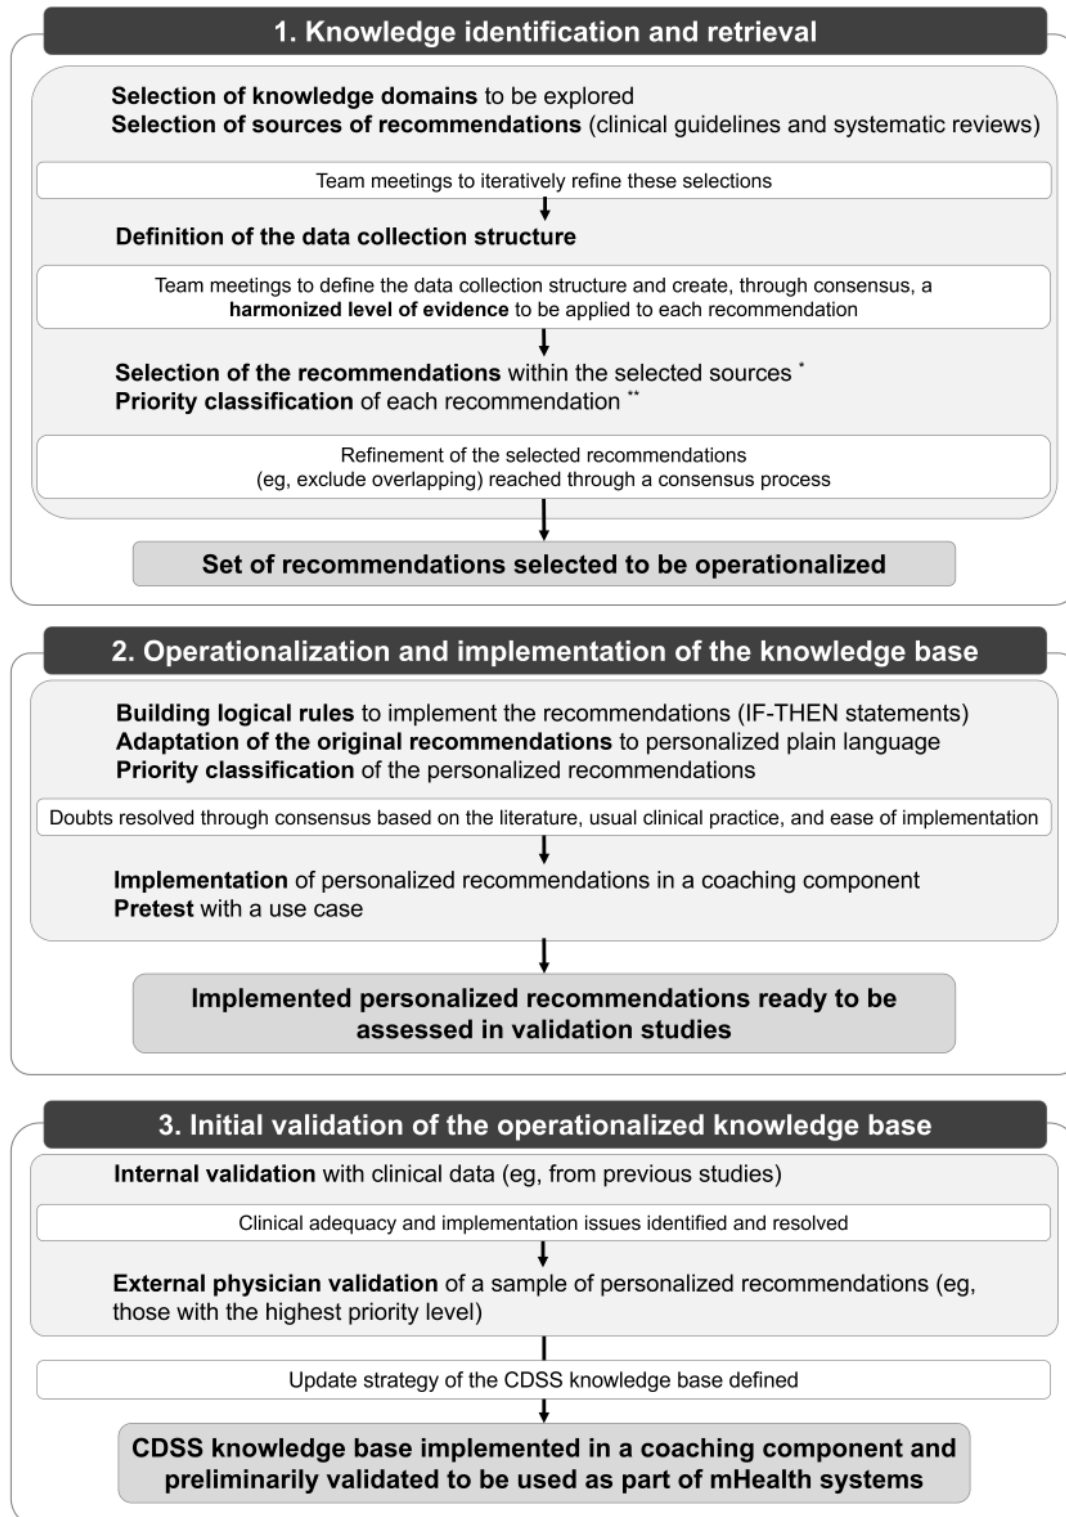 1. Knowledge identification and retrieval
Selection of knowledge domains to be explored
Selection of sources of recommendations (clinical guidelines and systematic reviews)
Team meetings to iteratively refine these selections
Definition of the data collection structure
Team meetings to define the data collection structure and create, through consensus, a
harmonized level of evidence to be applied to each recommendation
Selection of the recommendations within the selected sources *
Priority classification of each recommendation **
Refinement of the selected recommendations
(eg, exclude overlapping) reached through a consensus process
Set of recommendations selected to be operationalized
2. Operationalization and implementation of the knowledge base
Building logical rules to implement the recommendations (IF-THEN statements)
Adaptation of the original recommendations to personalized plain language
Priority classification of the personalized recommendations
Doubts resolved through consensus based on the literature, usual clinical practice, and ease of implementation
Implementation of personalized recommendations in a coaching component
Pretest with a use case
Implemented personalized recommendations ready to be
assessed in validation studies
3. Initial validation of the operationalized knowledge base
Internal validation with clinical data (eg, from previous studies)
Clinical adequacy and implementation issues identified and resolved
External physician validation of a sample of personalized recommendations (eg,
those with the highest priority level)
Update strategy of the CDSS knowledge base defined
CDSS knowledge base implemented in a coaching component and
preliminarily validated to be used as part of mHealth systems